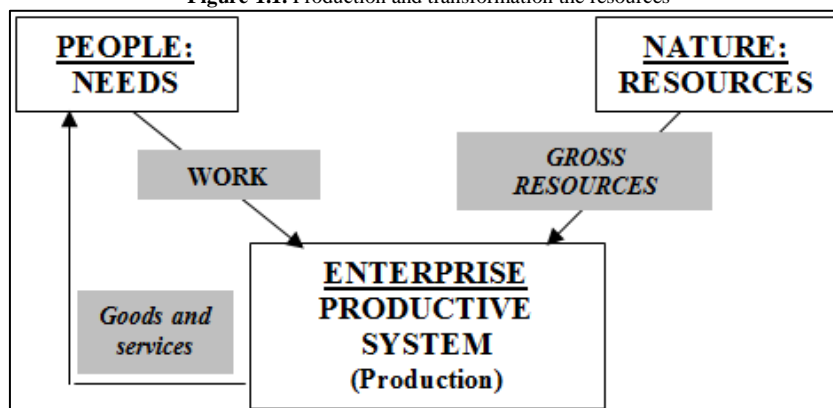 Figure 1.1. Production and transformation the resources
PEOPLE:
NEEDS
NATURE:
RESOURCES
WORK
GROSS
RESOURCES
ENTERPRISE
PRODUCTIVE
SYSTEM
(Production)
Goods and
services